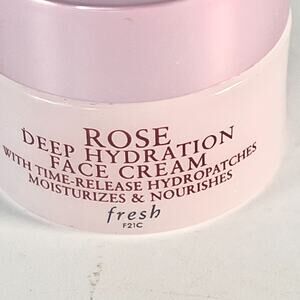 ROSE
DEEP HYDRATION
FACE CREAM
WITH TIME-RELEASE HYDROPATCHES
MOISTURIZES & NOURISHES
fresh
F21C